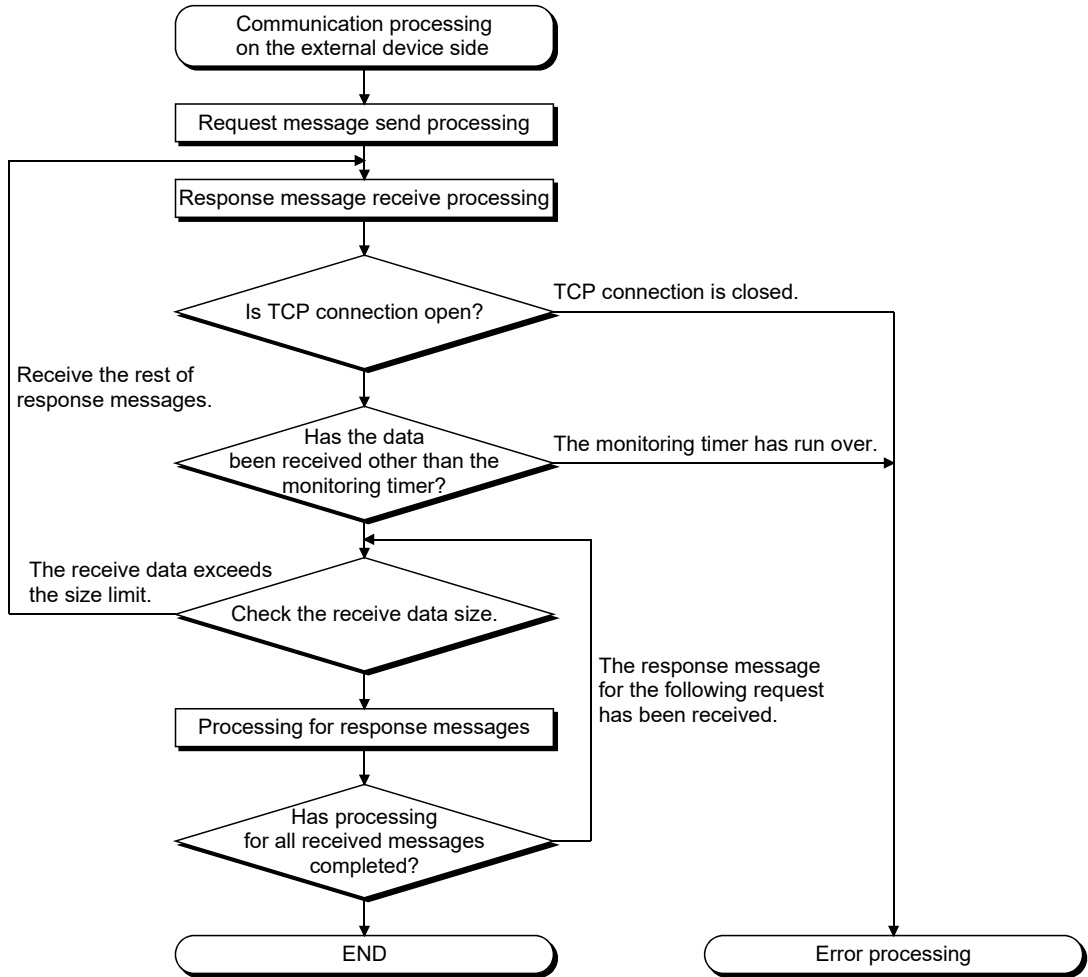 Communication processing
on the external device side
Request message send processing
Response message receive processing
Is TCP connection open?
TCP connection is closed.
Receive the rest of
response messages.
Has the data
been received other than the
monitoring timer?
The monitoring timer has run over.
The receive data exceeds
the size limit.
Check the receive data size.
The response message
for the following request
has been received.
Processing for response messages
Has processing
for all received messages
completed?
END
Error processing